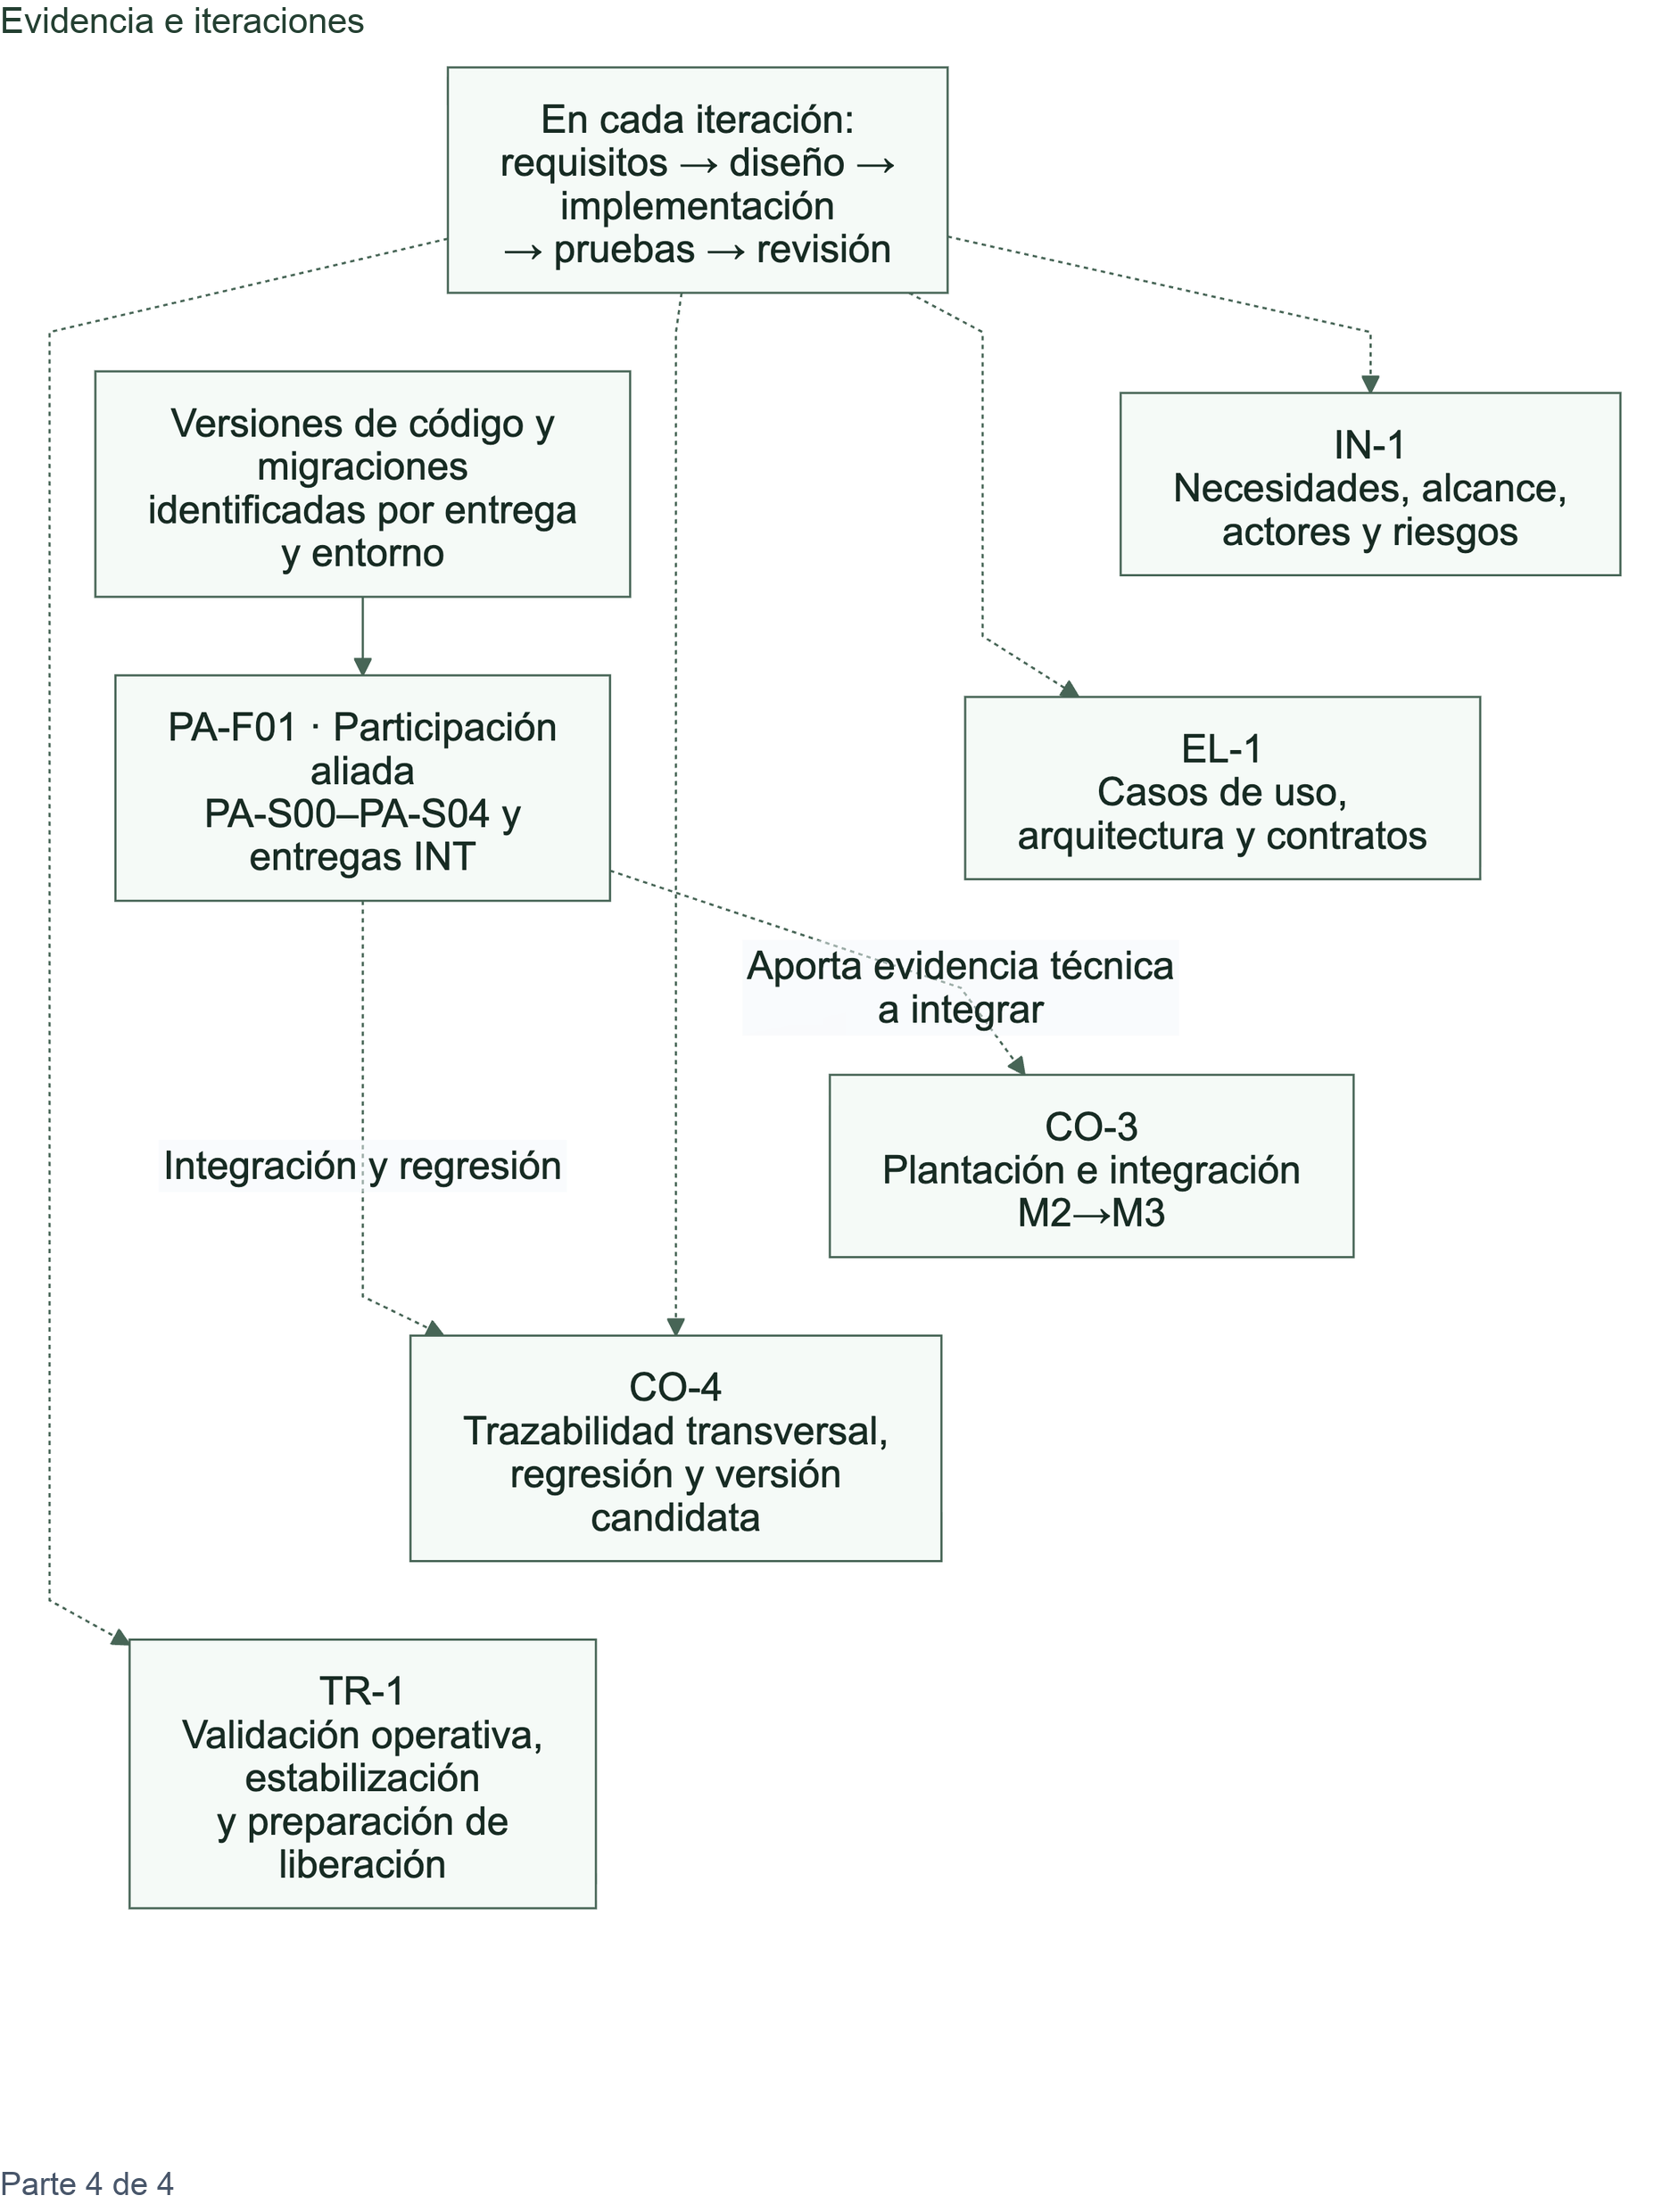 Evidencia e iteraciones
En cada iteración:
requisitos → diseño →
implementación
→ pruebas → revisión
Versiones de código y
migraciones
identificadas por entrega
y entorno
IN-1
Necesidades, alcance,
actores y riesgos
PA-F01 · Participación
aliada
PA-S00–PA-S04 y
entregas INT
EL-1
Casos de uso,
arquitectura y contratos
Aporta evidencia técnica
a integrar
CO-3
Plantación e integración
M2→M3
Integración y regresión
CO-4
Trazabilidad transversal,
regresión y versión
candidata
TR-1
Validación operativa,
estabilización
y preparación de
liberación
Parte 4 de 4